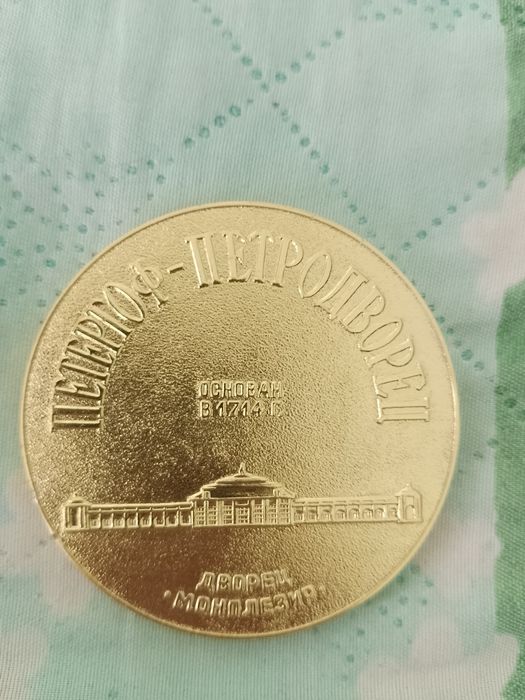 ПЕТЕРГОФ-ПЕТРОДВОРЕЦ
ОСНОВАН
В 1714 Г.
ДВОРЕЦ
·МОНПЛЕЗИР·